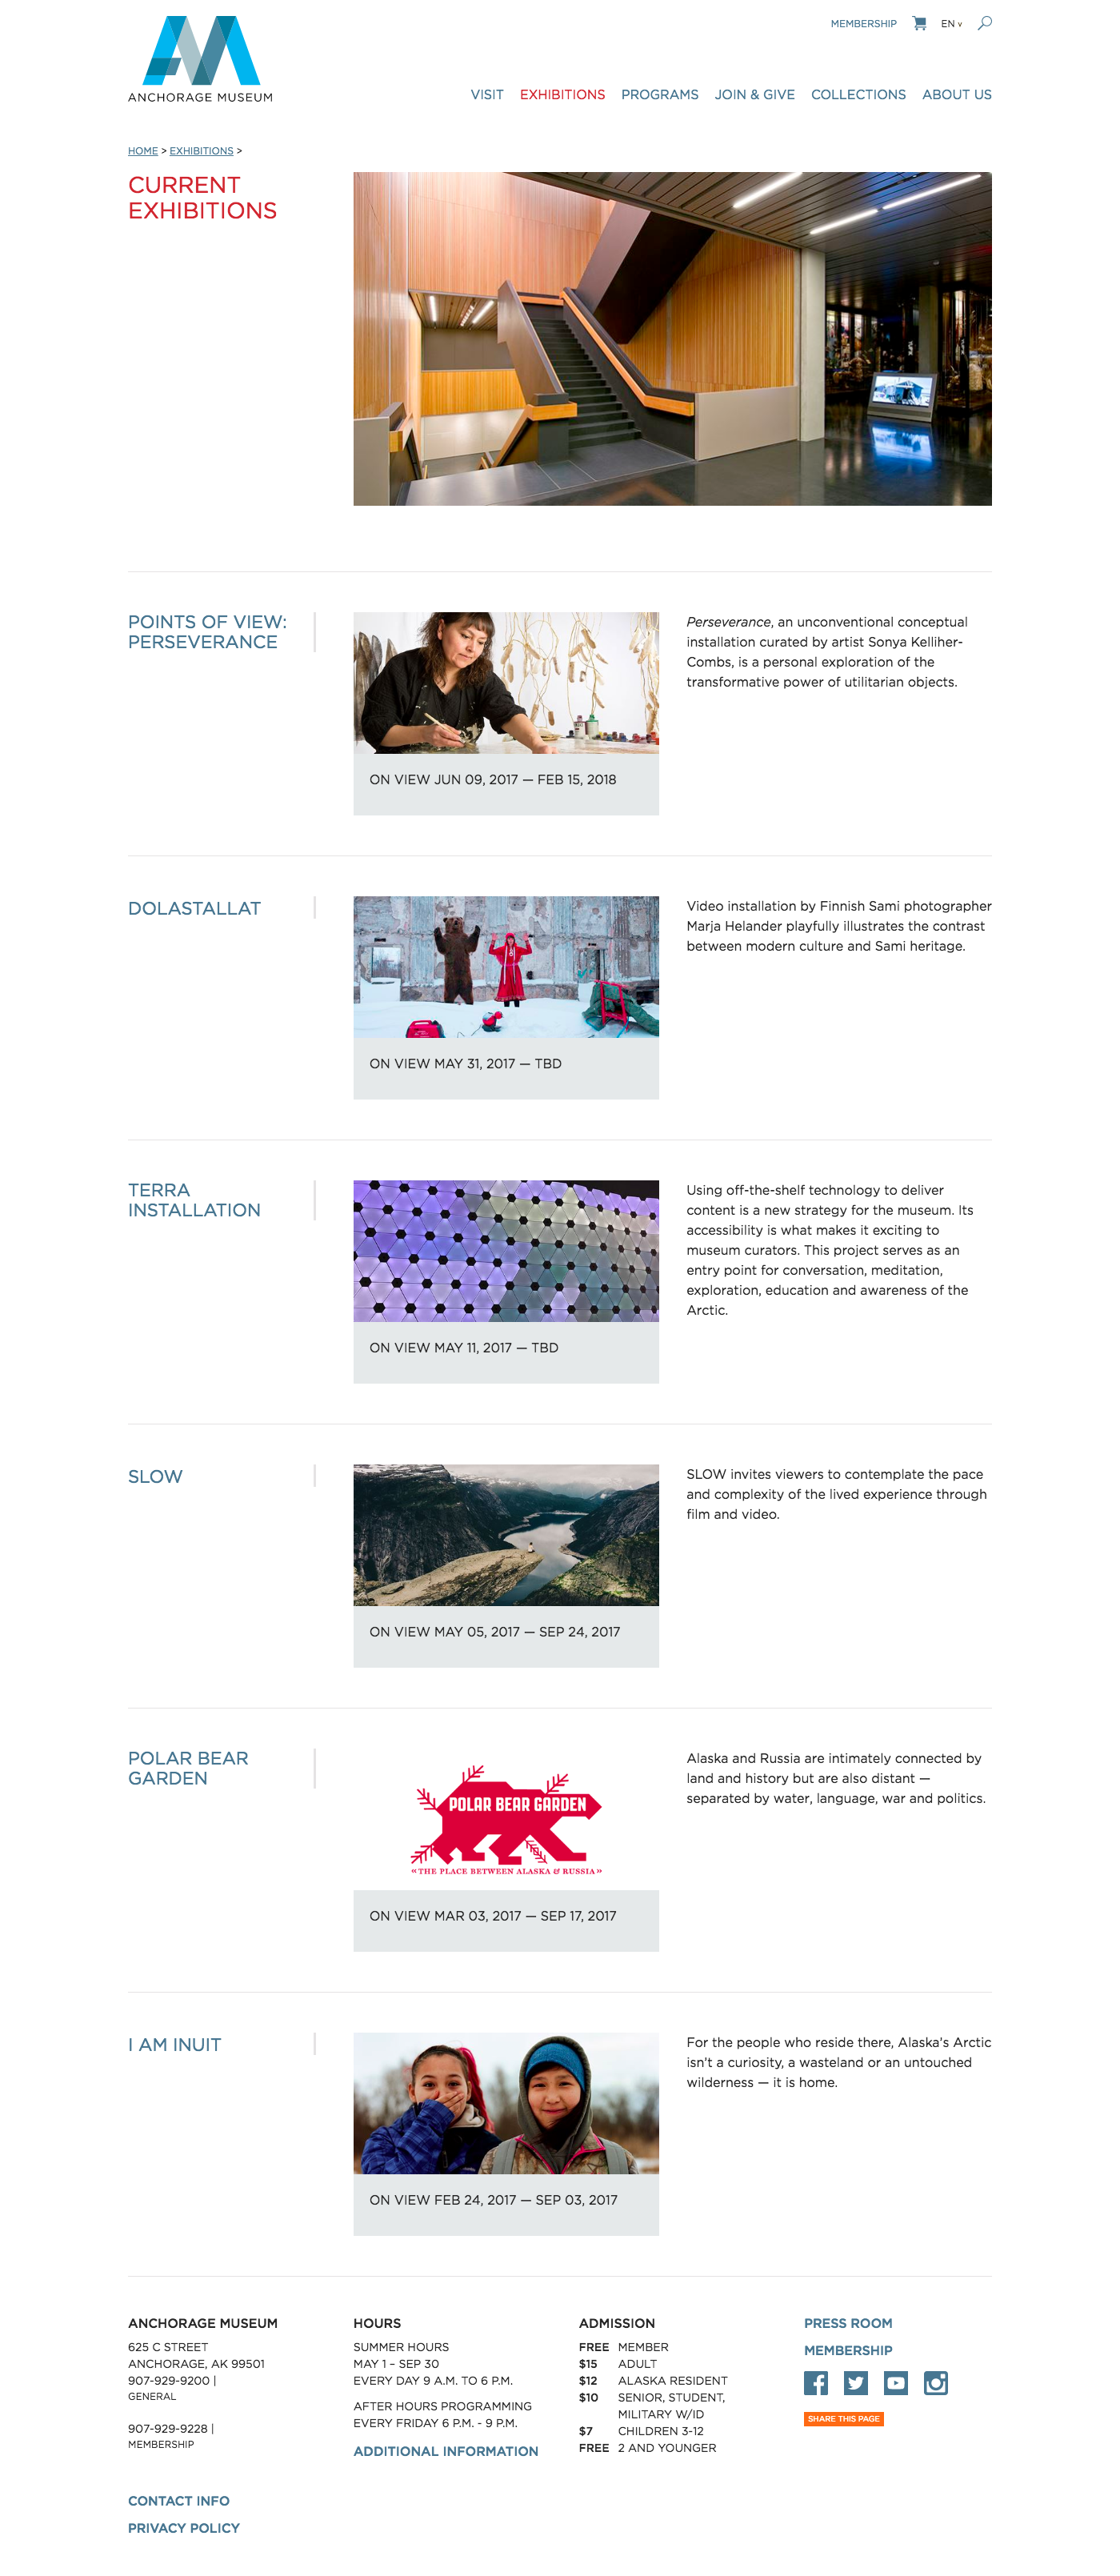 MEMBERSHIP
EN v
ANCHORAGE MUSEUM
VISIT EXHIBITIONS PROGRAMS JOIN & GIVE COLLECTIONS ABOUT US
HOME > EXHIBITIONS >
CURRENT
EXHIBITIONS
POINTS OF VIEW:
PERSEVERANCE
ON VIEW JUN 09, 2017 — FEB 15, 2018
Perseverance, an unconventional conceptual
installation curated by artist Sonya Kelliher-
Combs, is a personal exploration of the
transformative power of utilitarian objects.
DOLASTALLAT
ON VIEW MAY 31, 2017 — TBD
Video installation by Finnish Sami photographer
Marja Helander playfully illustrates the contrast
between modern culture and Sami heritage.
TERRA
INSTALLATION
ON VIEW MAY 11, 2017 — TBD
Using off-the-shelf technology to deliver
content is a new strategy for the museum. Its
accessibility is what makes it exciting to
museum curators. This project serves as an
entry point for conversation, meditation,
exploration, education and awareness of the
Arctic.
SLOW
ON VIEW MAY 05, 2017 — SEP 24, 2017
SLOW invites viewers to contemplate the pace
and complexity of the lived experience through
film and video.
POLAR BEAR
GARDEN
POLAR BEAR GARDEN
«THE PLACE BETWEEN ALASKA & RUSSIA»
ON VIEW MAR 03, 2017 — SEP 17, 2017
Alaska and Russia are intimately connected by
land and history but are also distant —
separated by water, language, war and politics.
I AM INUIT
ON VIEW FEB 24, 2017 — SEP 03, 2017
For the people who reside there, Alaska's Arctic
isn't a curiosity, a wasteland or an untouched
wilderness — it is home.
ANCHORAGE MUSEUM
625 C STREET
ANCHORAGE, AK 99501
907-929-9200 |
GENERAL
907-929-9228 |
MEMBERSHIP
CONTACT INFO
PRIVACY POLICY
HOURS
SUMMER HOURS
MAY 1 – SEP 30
EVERY DAY 9 A.M. TO 6 P.M.
AFTER HOURS PROGRAMMING
EVERY FRIDAY 6 P.M. - 9 P.M.
ADDITIONAL INFORMATION
ADMISSION
FREE MEMBER
$15 ADULT
$12 ALASKA RESIDENT
$10 SENIOR, STUDENT,
MILITARY W/ID
$7 CHILDREN 3-12
FREE 2 AND YOUNGER
PRESS ROOM
MEMBERSHIP
SHARE THIS PAGE